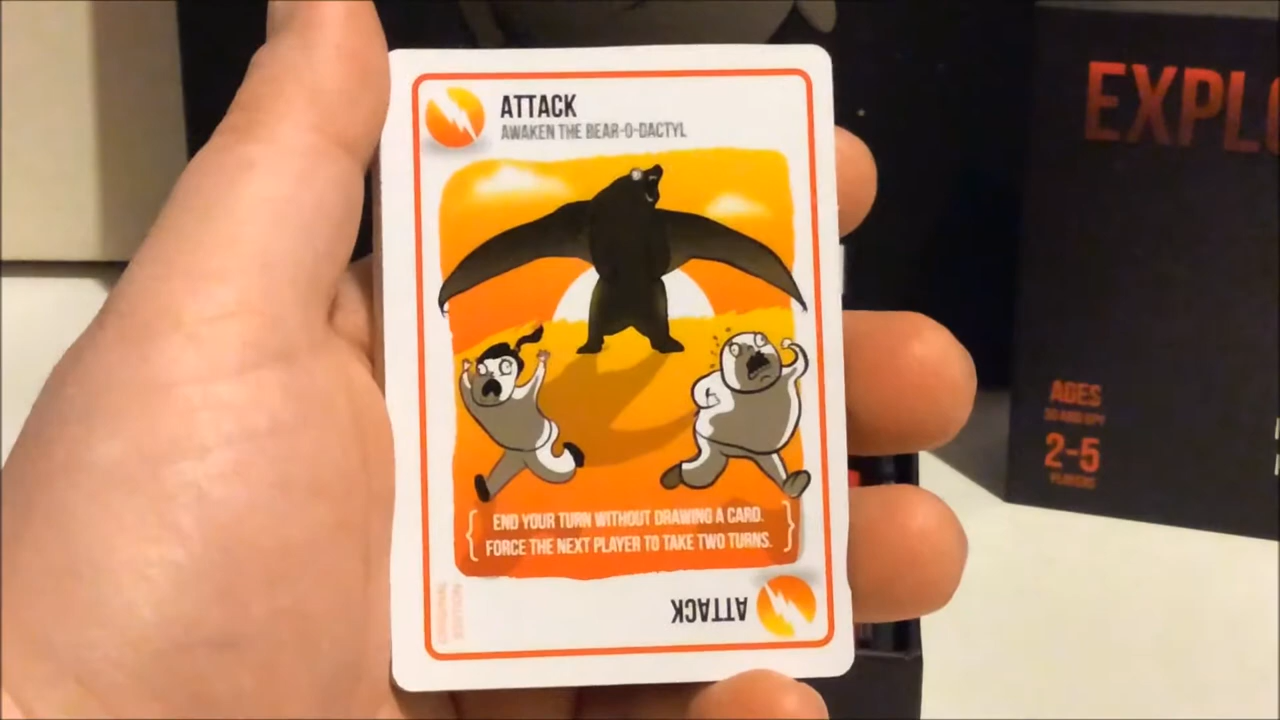 ATTACK
AWAKEN THE BEAR-O-DACTYL
END YOUR TURN WITHOUT DRAWING A CARD.
FORCE THE NEXT PLAYER TO TAKE TWO TURNS.
ATTACK
EXPLO
AGES
2-5
PLAYERS